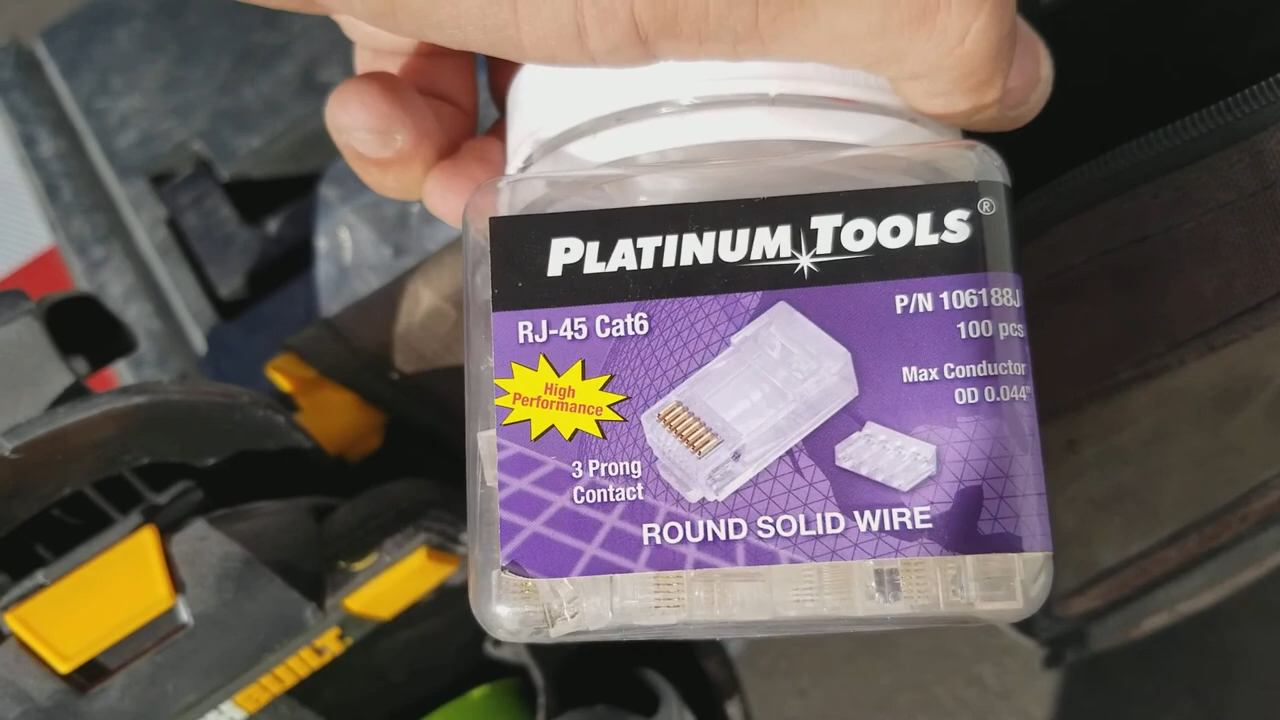 PLATINUM TOOLS®
RJ-45 Cat6
P/N 106188J
100 pcs
Max Conductor
OD 0.044"
High
Performance
3 Prong
Contact
ROUND SOLID WIRE
BUILT